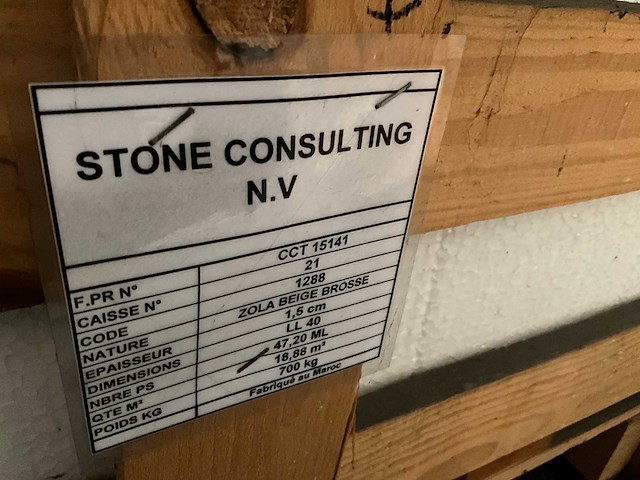 STONE CONSULTING
N.V
F.PR N° CCT 15141
CAISSE N° 21
CODE 1288
NATURE ZOLA BEIGE BROSSE
EPAISSEUR 1,5 cm
DIMENSIONS LL 40
NBRE PS 47,20 ML
QTE M² 18,88 m²
POIDS KG 700 kg
Fabriqué au Maroc